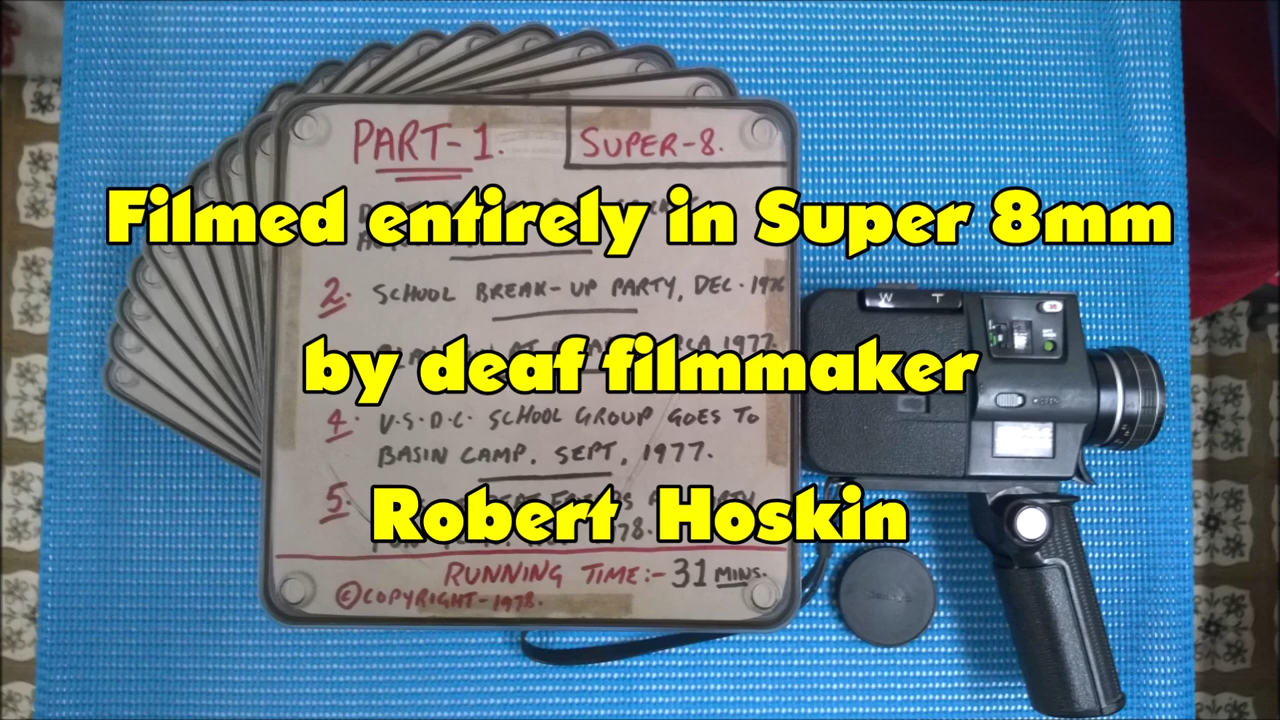 PART-1.
SUPER-8.
Filmed entirely in Super 8mm
2. SCHOOL BREAK-UP PARTY, DEC. 1976
1977.
by deaf filmmaker
4. V.S.D.C. SCHOOL GROUP GOES TO
BASIN CAMP. SEPT, 1977.
5.
Robert Hoskin
RUNNING TIME:- 31 MINS.
©COPYRIGHT-1978.
W T